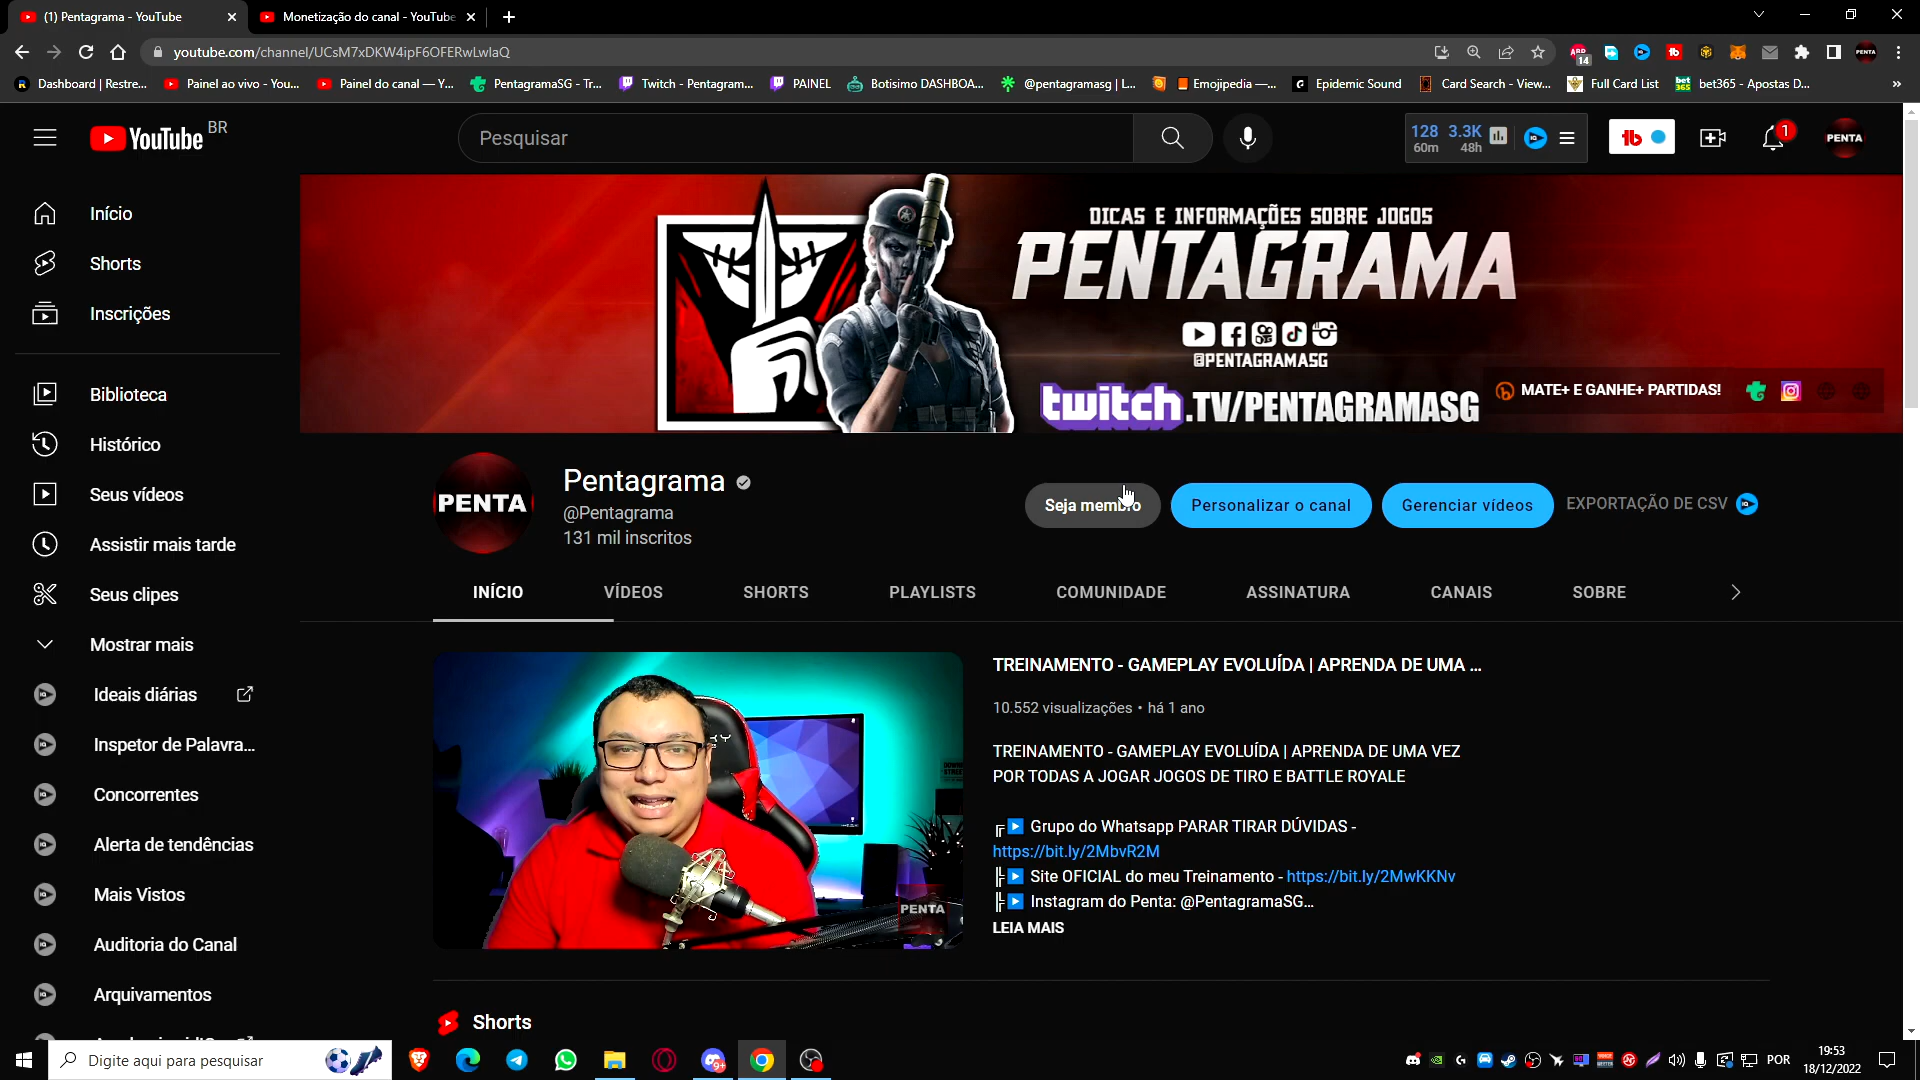 (1) Pentagrama - YouTube
Monetização do canal - YouTube
youtube.com/channel/UCsM7xDKW4ipF6OFERwLwlaQ
14
PENTA
Dashboard | Restre...
Painel ao vivo - You...
Painel do canal — Y...
PentagramaSG - Tr...
Twitch - Pentagram...
PAINEL
Botisimo DASHBOA...
@pentagramasg | L...
Emojipedia —...
Epidemic Sound
Card Search - View...
Full Card List
bet365 - Apostas D...
YouTube BR
Pesquisar
128 3.3K
60m 48h
1
PENTA
Início
Shorts
Inscrições
Biblioteca
Histórico
Seus vídeos
Assistir mais tarde
Seus clipes
Mostrar mais
Ideais diárias
Inspetor de Palavra...
Concorrentes
Alerta de tendências
Mais Vistos
Auditoria do Canal
Arquivamentos
DICAS E INFORMAÇÕES SOBRE JOGOS
PENTAGRAMA
@PENTAGRAMASG
twitch.TV/PENTAGRAMASG
MATE+ E GANHE+ PARTIDAS!
PENTA
Pentagrama
@Pentagrama
131 mil inscritos
Seja membro
Personalizar o canal
Gerenciar vídeos
EXPORTAÇÃO DE CSV
INÍCIO
VÍDEOS
SHORTS
PLAYLISTS
COMUNIDADE
ASSINATURA
CANAIS
SOBRE
PENTA
TREINAMENTO - GAMEPLAY EVOLUÍDA | APRENDA DE UMA ...
10.552 visualizações • há 1 ano
TREINAMENTO - GAMEPLAY EVOLUÍDA | APRENDA DE UMA VEZ
POR TODAS A JOGAR JOGOS DE TIRO E BATTLE ROYALE
╔▶ Grupo do Whatsapp PARAR TIRAR DÚVIDAS -
https://bit.ly/2MbvR2M
╠▶ Site OFICIAL do meu Treinamento - https://bit.ly/2MwKKNv
╠▶ Instagram do Penta: @PentagramaSG...
LEIA MAIS
Shorts
Digite aqui para pesquisar
9+
POR
19:53
18/12/2022